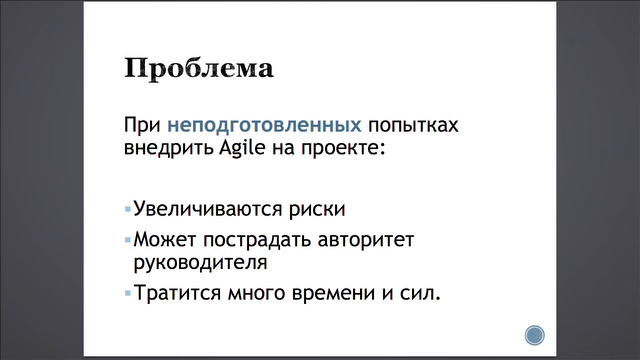 Проблема
При неподготовленных попытках
внедрить Agile на проекте:
Увеличиваются риски
Может пострадать авторитет
руководителя
Тратится много времени и сил.